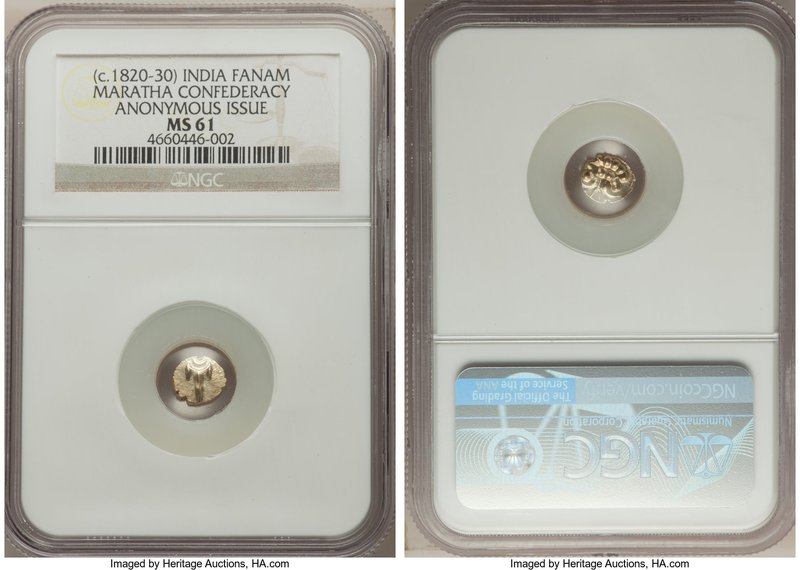 (c.1820-30) INDIA FANAM
MARATHA CONFEDERACY
ANONYMOUS ISSUE
MS 61
4660446-002
NGC
NGCcoin.com/verify
The Official Grading
Service of the ANA
Numismatic Guaranty
Corporation
NGC
Imaged by Heritage Auctions, HA.com
Imaged by Heritage Auctions, HA.com